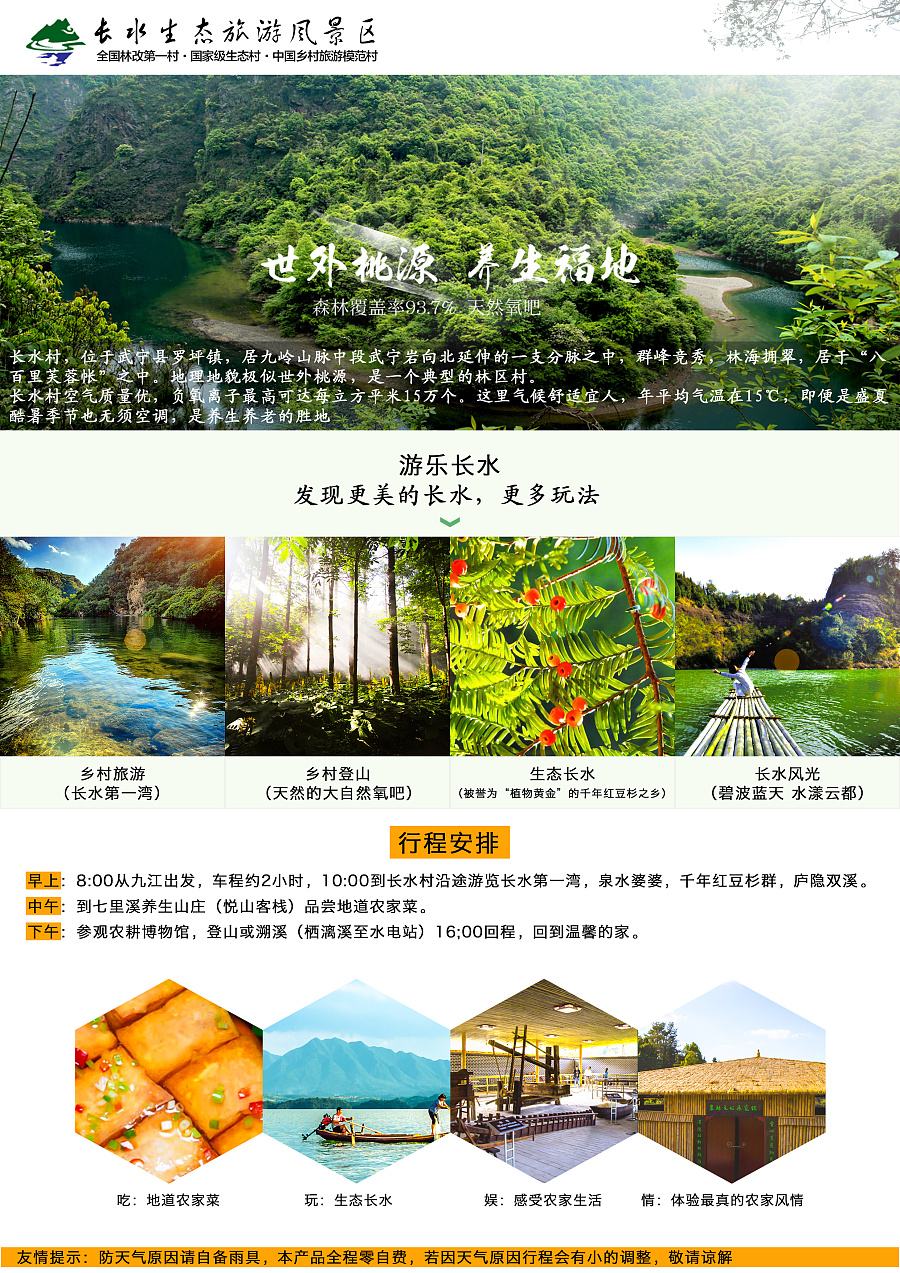 长水生态旅游风景区
全国林改第一村·国家级生态村·中国乡村旅游模范村
世外桃源 养生福地
森林覆盖率93.7% 天然氧吧
长水村，位于武宁县罗坪镇，居九岭山脉中段武宁岩向北延伸的一支分脉之中，群峰竞秀，林海拥翠，居于“八
百里芙蓉帐”之中。地理地貌极似世外桃源，是一个典型的林区村。
长水村空气质量优，负氧离子最高可达每立方平米15万个。这里气候舒适宜人，年平均气温在15℃，即便是盛夏
酷暑季节也无须空调，是养生养老的胜地
游乐长水
发现更美的长水，更多玩法
乡村旅游
（长水第一湾）
乡村登山
（天然的大自然氧吧）
生态长水
（被誉为“植物黄金”的千年红豆杉之乡）
长水风光
（碧波蓝天 水漾云都）
行程安排
早上：8:00从九江出发，车程约2小时，10:00到长水村沿途游览长水第一湾，泉水婆婆，千年红豆杉群，庐隐双溪。
中午：到七里溪养生山庄（悦山客栈）品尝地道农家菜。
下午：参观农耕博物馆，登山或溯溪（栖漓溪至水电站）16;00回程，回到温馨的家。
吃：地道农家菜
玩：生态长水
娱：感受农家生活
情：体验最真的农家风情
友情提示：防天气原因请自备雨具，本产品全程零自费，若因天气原因行程会有小的调整，敬请谅解